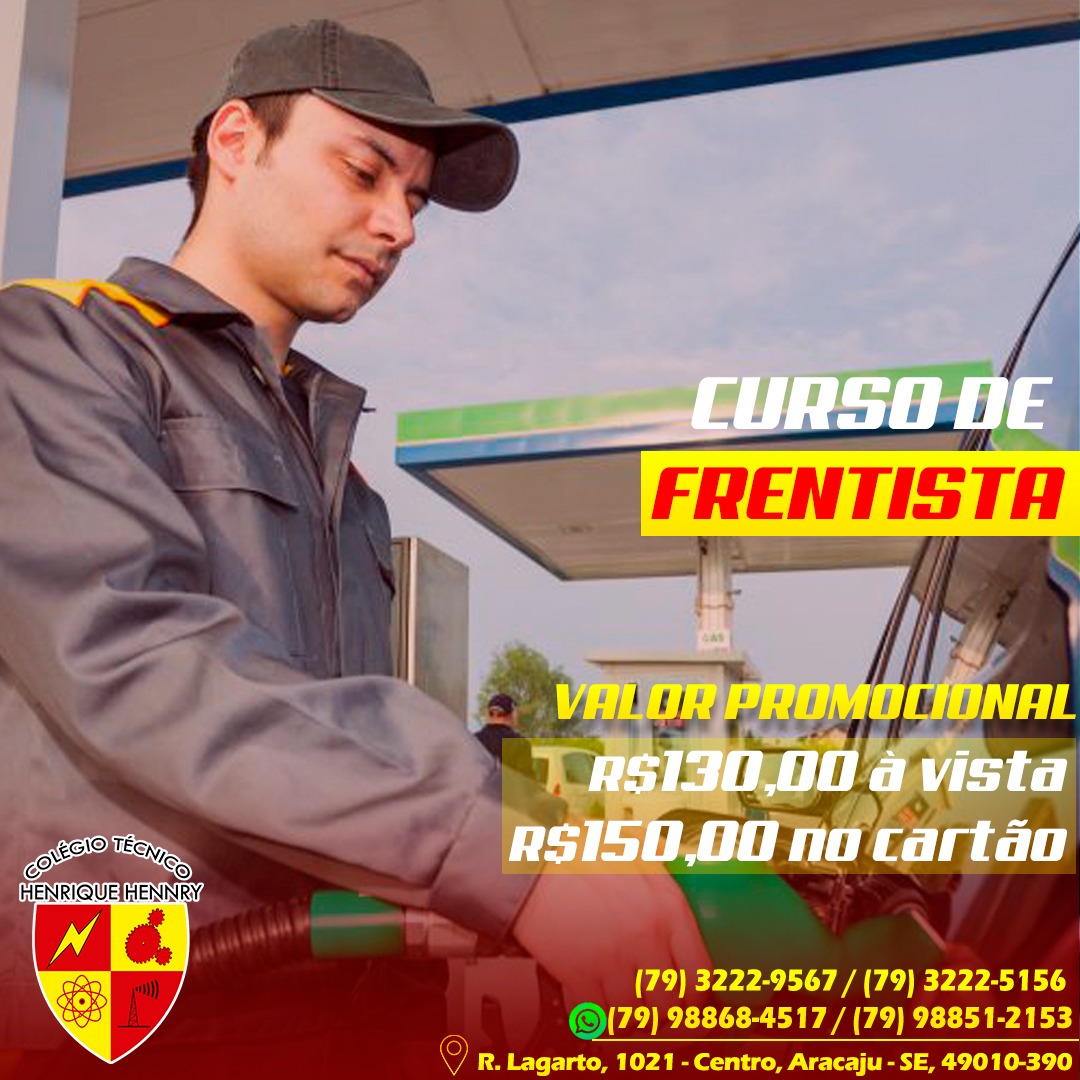 CURSO DE
FRENTISTA
GAS
VALOR PROMOCIONAL
R$130,00 à vista
R$150,00 no cartão
COLÉGIO TÉCNICO
HENRIQUE HENNRY
(79) 3222-9567 / (79) 3222-5156
(79) 98868-4517 / (79) 98851-2153
R. Lagarto, 1021 - Centro, Aracaju - SE, 49010-390